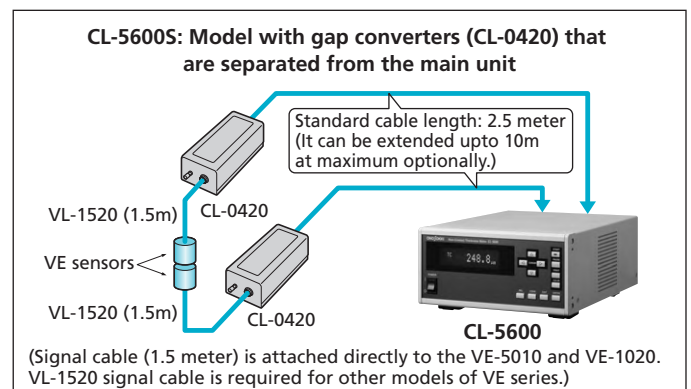 CL-5600S: Model with gap converters (CL-0420) that
are separated from the main unit
Standard cable length: 2.5 meter
(It can be extended upto 10m
at maximum optionally.)
VL-1520 (1.5m)
CL-0420
VE sensors
VL-1520 (1.5m)
CL-0420
248.8
CL-5600
(Signal cable (1.5 meter) is attached directly to the VE-5010 and VE-1020.
VL-1520 signal cable is required for other models of VE series.)